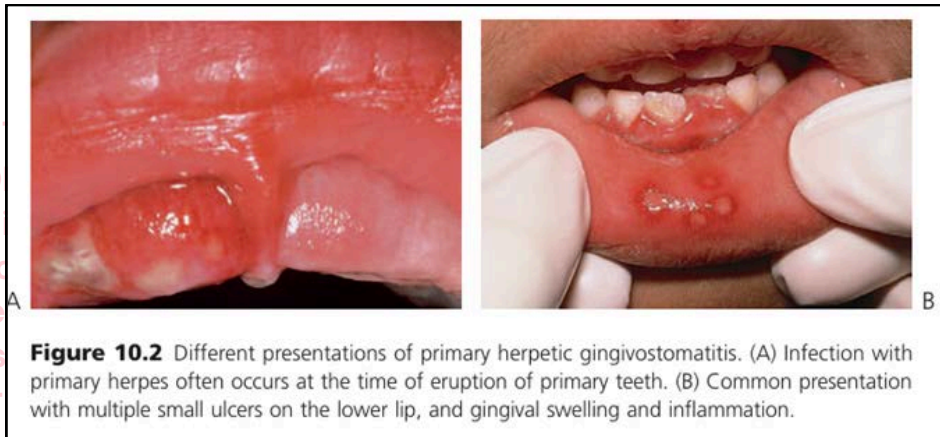 A
B
Figure 10.2 Different presentations of primary herpetic gingivostomatitis. (A) Infection with
primary herpes often occurs at the time of eruption of primary teeth. (B) Common presentation
with multiple small ulcers on the lower lip, and gingival swelling and inflammation.